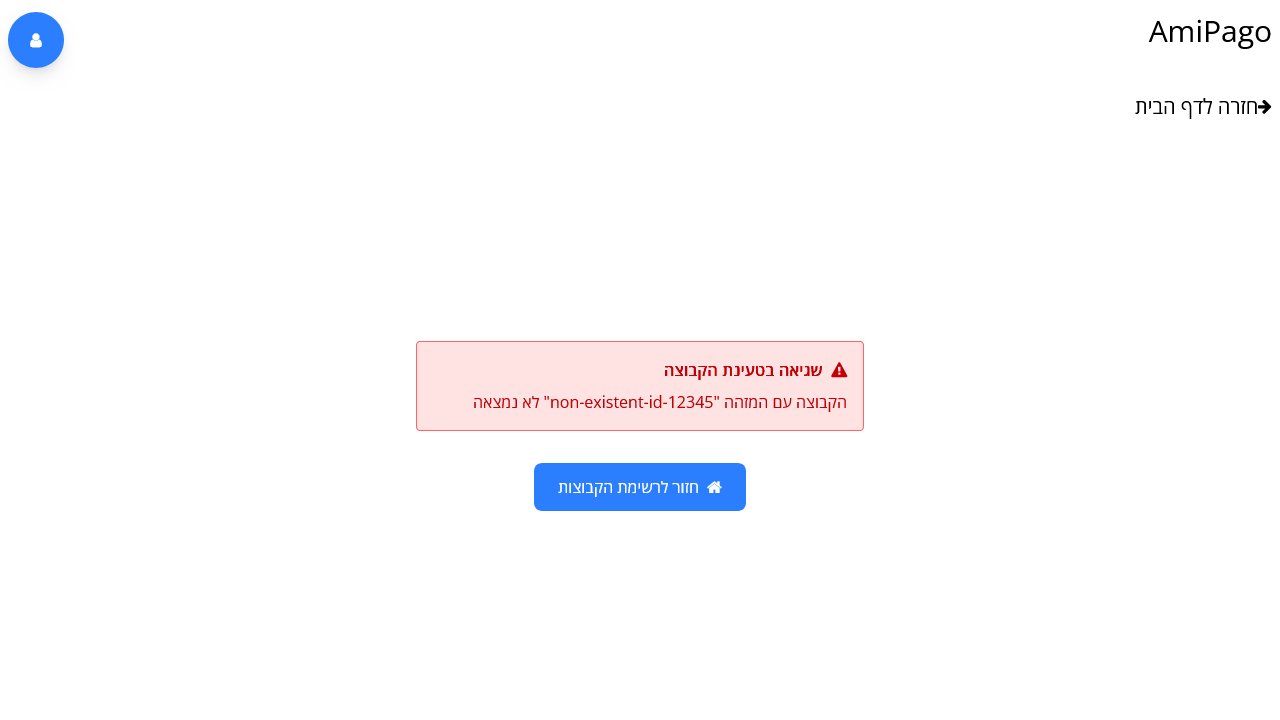 AmiPago
חזרה לדף הבית
שגיאה בטעינת הקבוצה
הקבוצה עם המזהה "non-existent-id-12345" לא נמצאה
חזור לרשימת הקבוצות